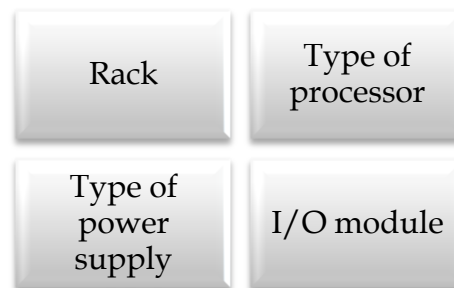 Rack
Type of
processor
Type of
power
supply
I/O module